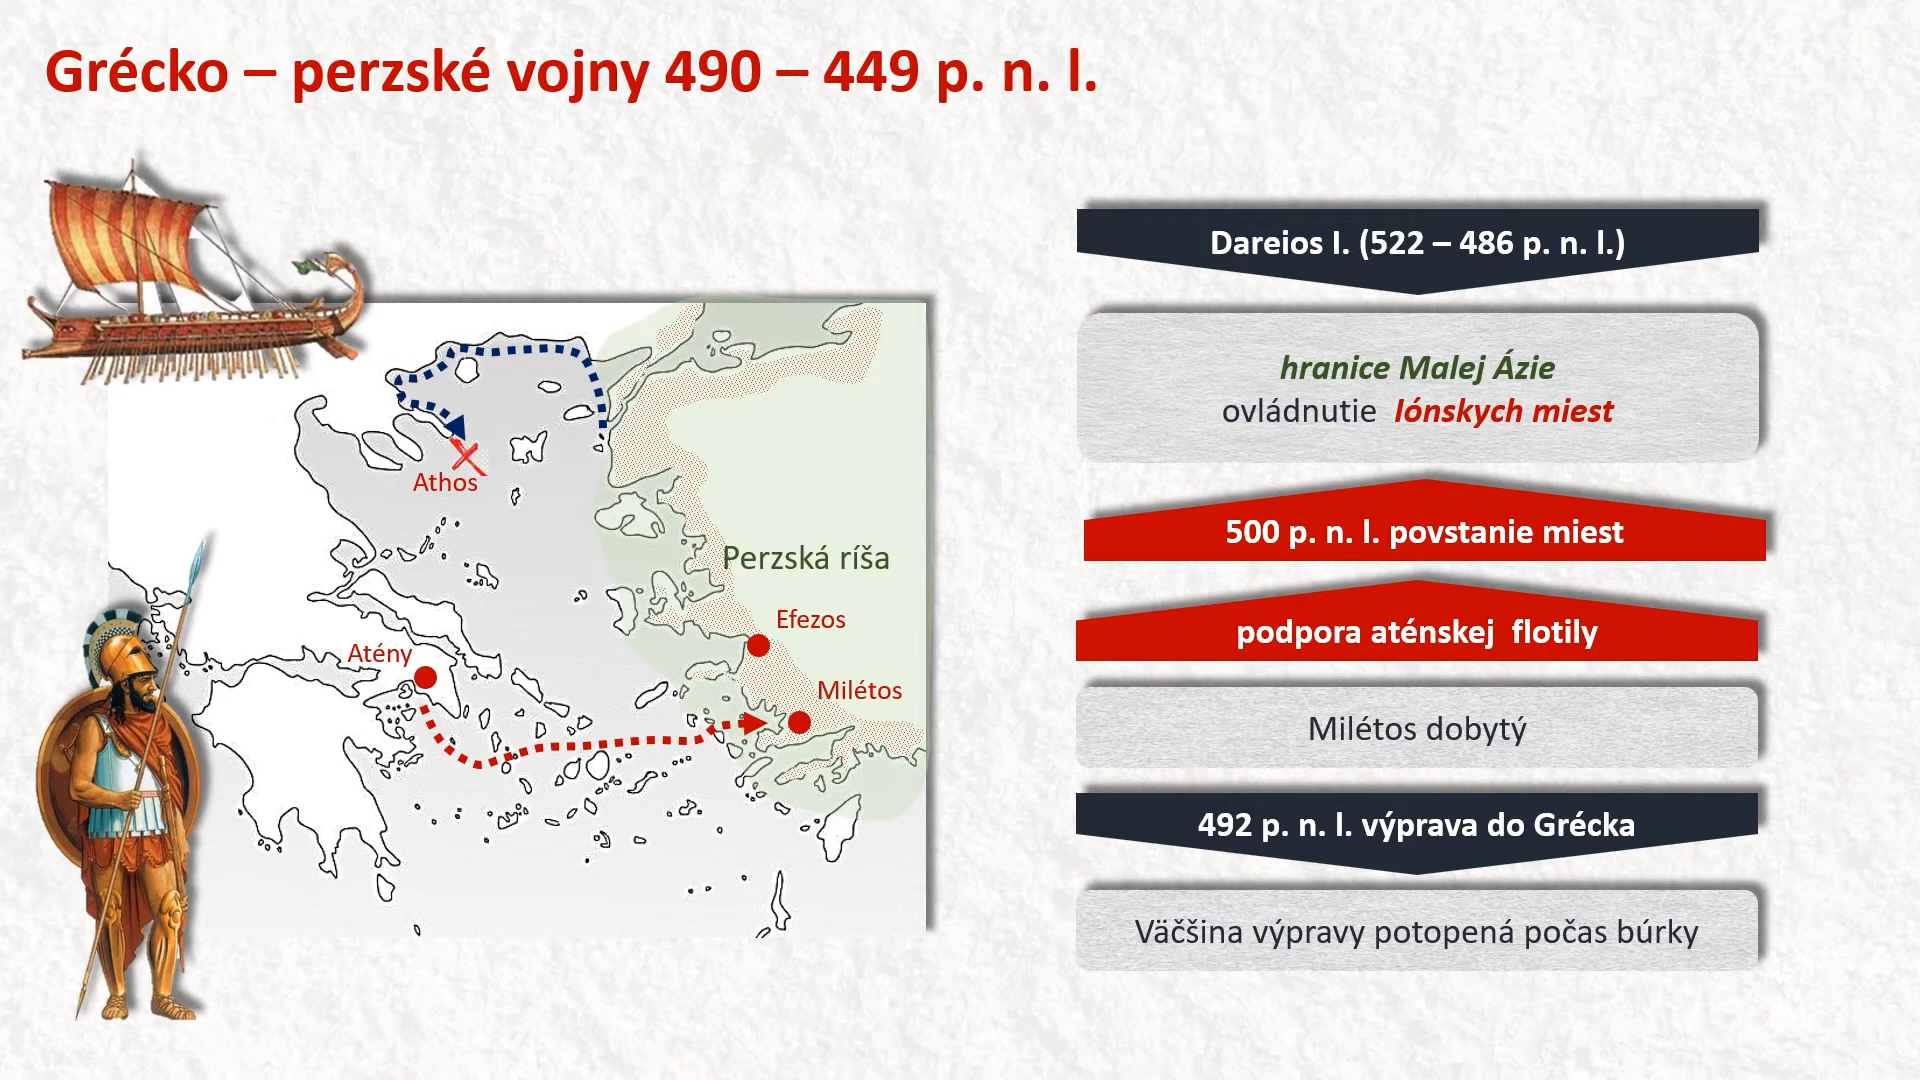 Grécko – perzské vojny 490 – 449 p. n. l.
Athos
Perzská ríša
Efezos
Atény
Milétos
Dareios I. (522 – 486 p. n. l.)
hranice Malej Ázie
ovládnutie Iónskych miest
500 p. n. l. povstanie miest
podpora aténskej flotily
Milétos dobytý
492 p. n. l. výprava do Grécka
Väčšina výpravy potopená počas búrky